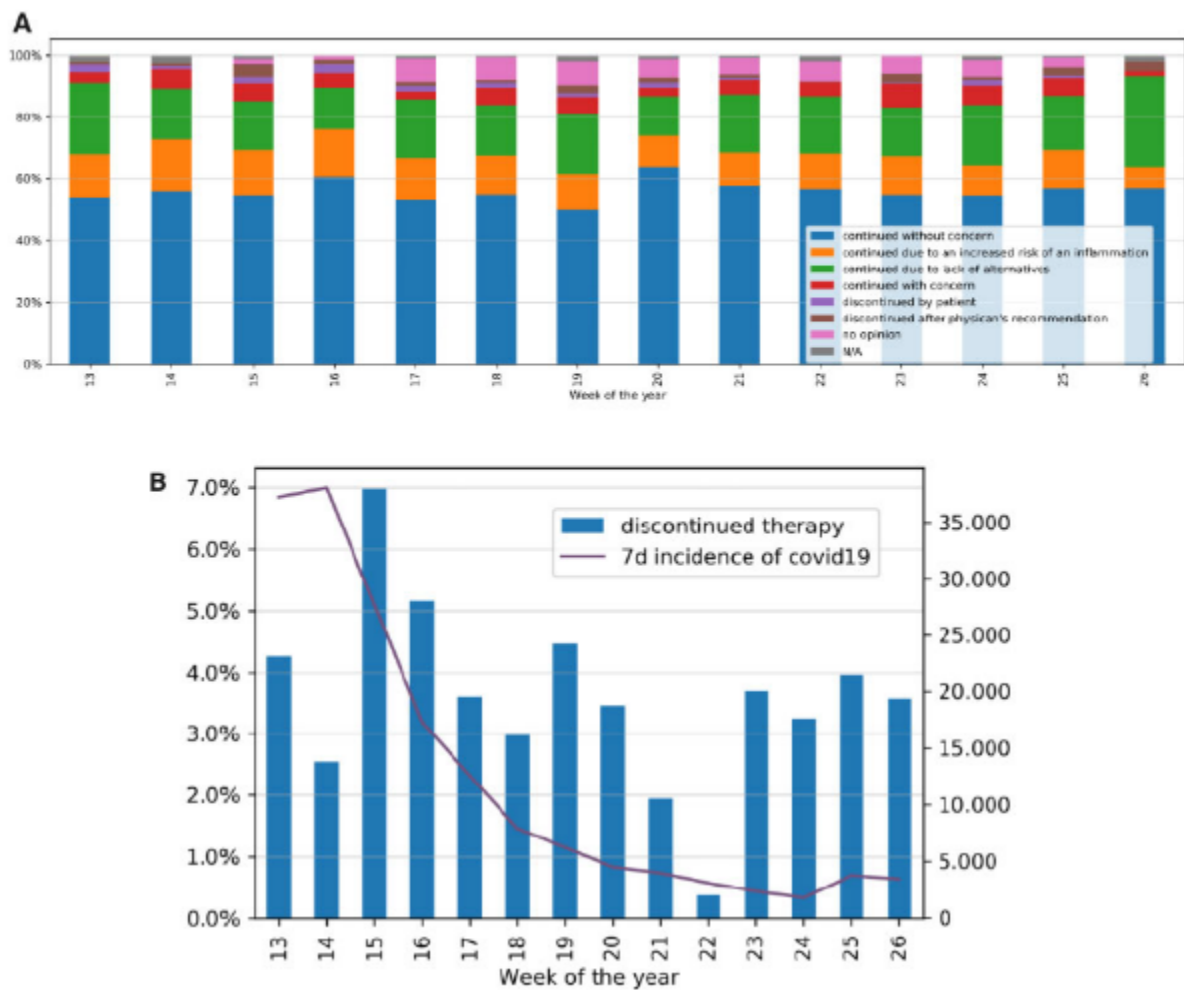 A
100%
80%
60%
40%
20%
0%
continued without concern
continued due to an increased risk of an inflammation
continued due to lack of alternatives
continued with concern
discontinued by patient
discontinued after physican's recommendation
no opinion
N/A
13 14 15 16 17 18 19 20 21 22 23 24 25 26
Week of the year
B
7.0%
6.0%
5.0%
4.0%
3.0%
2.0%
1.0%
0.0%
discontinued therapy
7d incidence of covid19
35.000
30.000
25.000
20.000
15.000
10.000
5.000
0
13 14 15 16 17 18 19 20 21 22 23 24 25 26
Week of the year